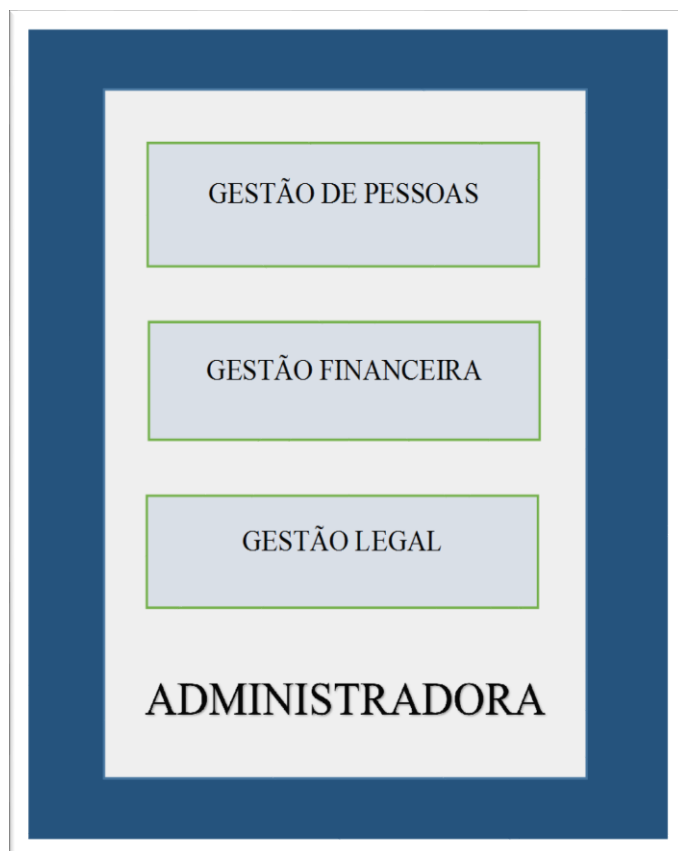 GESTÃO DE PESSOAS
GESTÃO FINANCEIRA
GESTÃO LEGAL
ADMINISTRADORA